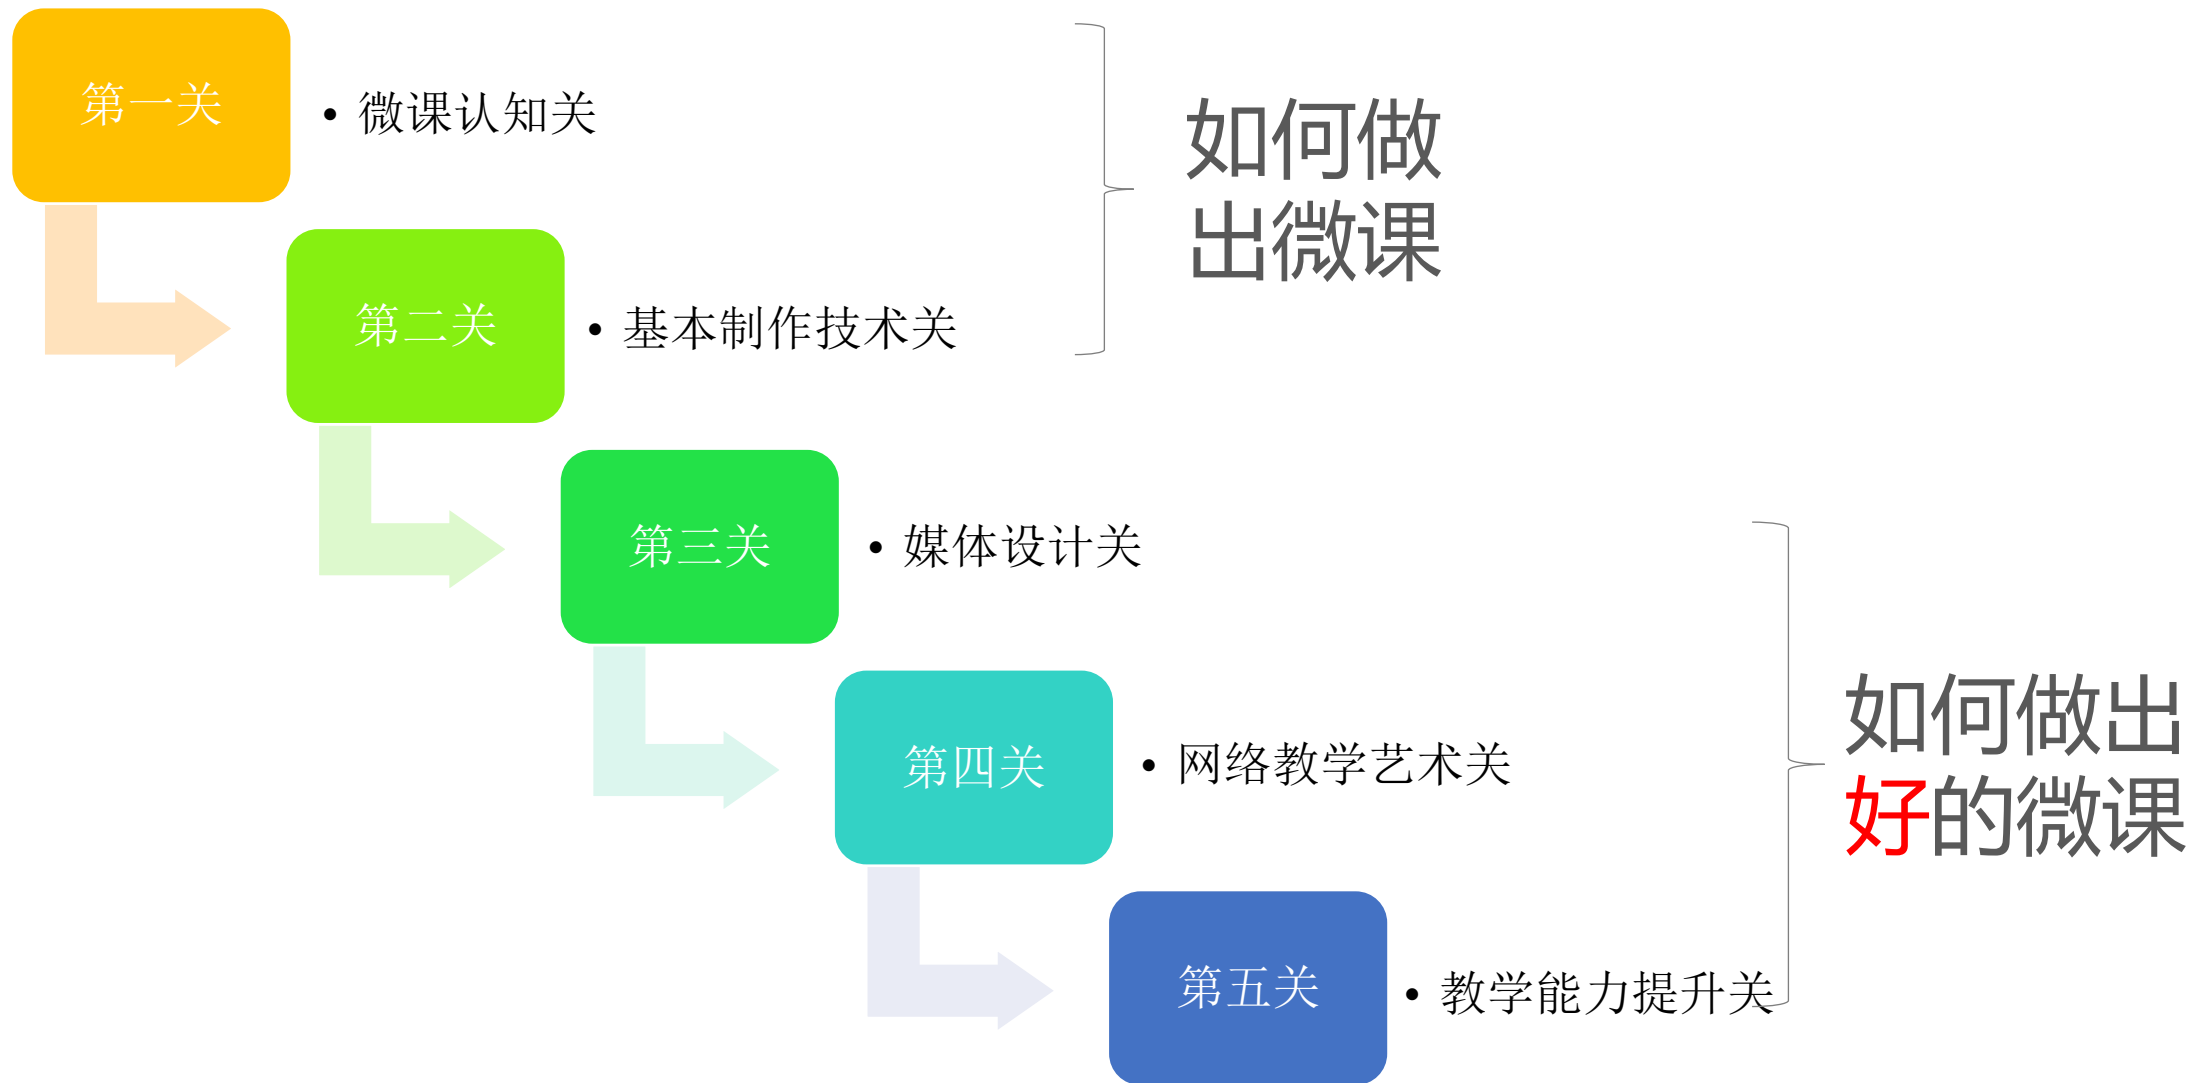 第一关
• 微课认知关
如何做
出微课
第二关
• 基本制作技术关
第三关
• 媒体设计关
第四关
• 网络教学艺术关
如何做出
好的微课
第五关
• 教学能力提升关